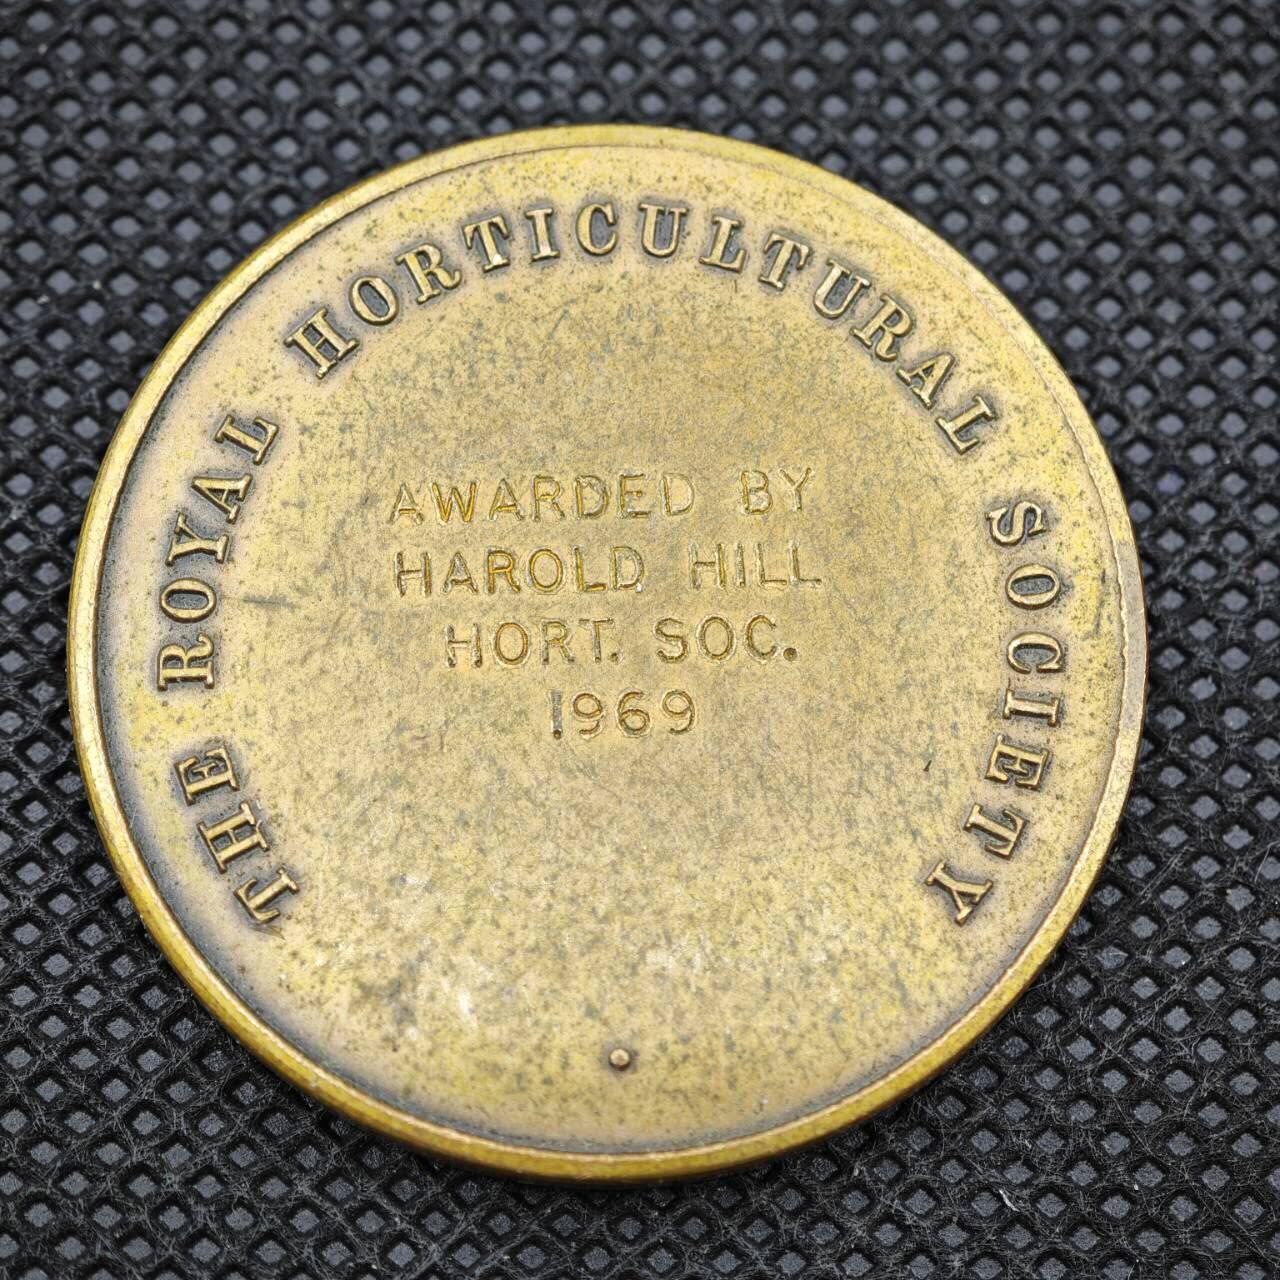 THE ROYAL HORTICULTURAL SOCIETY
AWARDED BY
HAROLD HILL
HORT. SOC.
1969